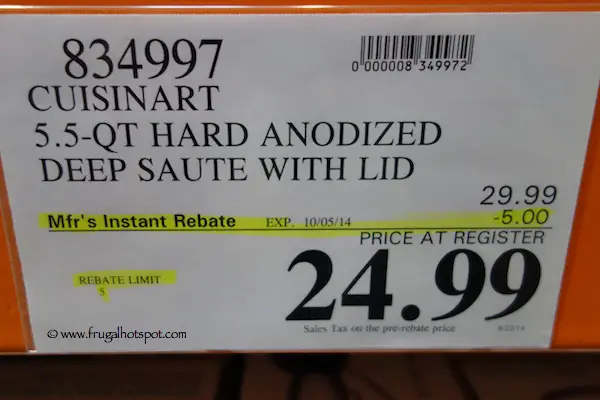 834997
0 000008 349972
CUISINART
5.5-QT HARD ANODIZED
DEEP SAUTE WITH LID
29.99
Mfr's Instant Rebate EXP. 10/05/14 -5.00
PRICE AT REGISTER
24.99
REBATE LIMIT
5
Sales Tax on the pre-rebate price
© www.frugalhotspot.com